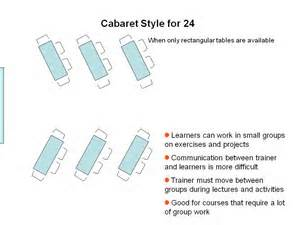 Cabaret Style for 24
When only rectangular tables are available
Learners can work in small groups
on exercises and projects
Communication between trainer
and learners is more difficult
Trainer must move between
groups during lectures and activities
Good for courses that require a lot
of group work